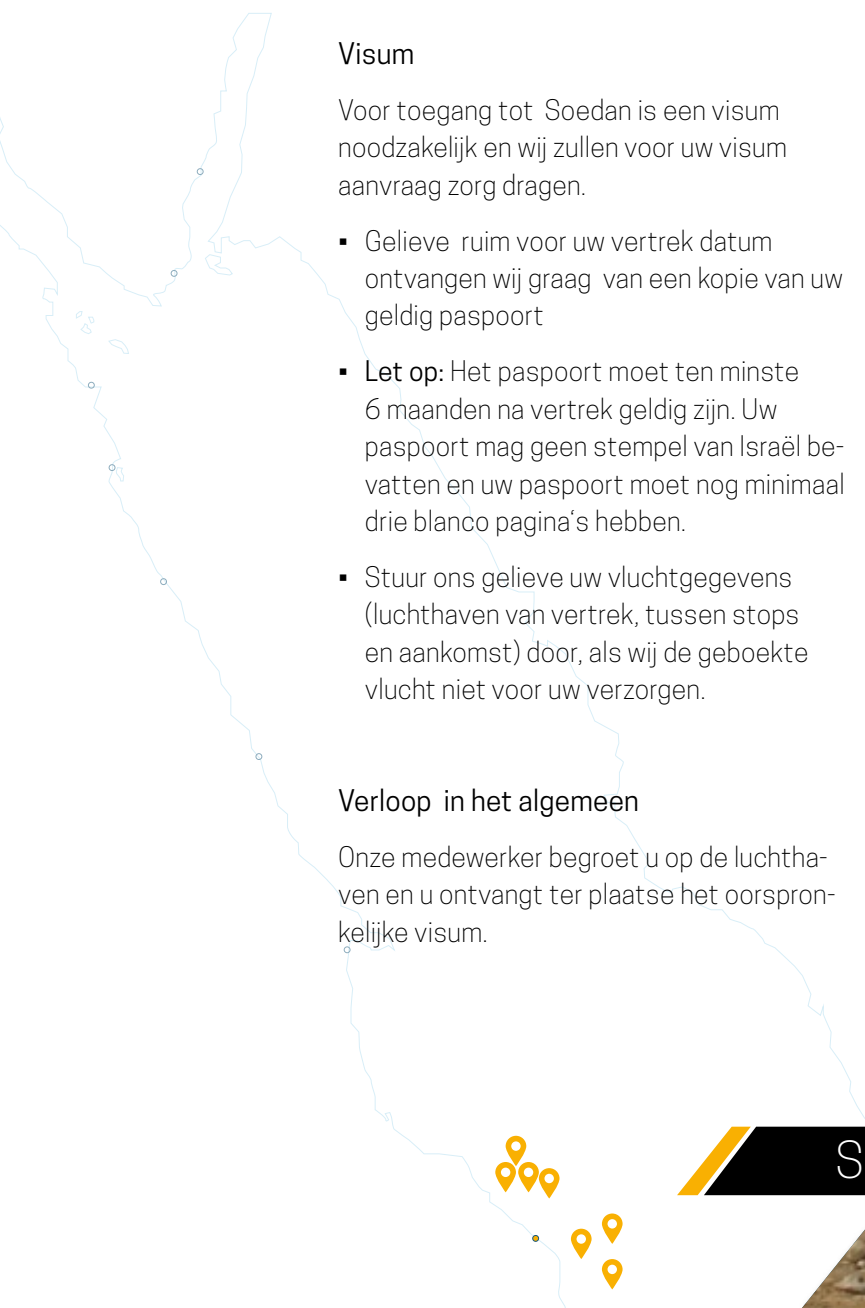 Visum
Voor toegang tot  Soedan is een visum
noodzakelijk en wij zullen voor uw visum
aanvraag zorg dragen.
▪ Gelieve  ruim voor uw vertrek datum
ontvangen wij graag  van een kopie van uw
geldig paspoort
▪ Let op: Het paspoort moet ten minste
6 maanden na vertrek geldig zijn. Uw
paspoort mag geen stempel van Israël be-
vatten en uw paspoort moet nog minimaal
drie blanco pagina‘s hebben.
▪ Stuur ons gelieve uw vluchtgegevens
(luchthaven van vertrek, tussen stops
en aankomst) door, als wij de geboekte
vlucht niet voor uw verzorgen.
Verloop  in het algemeen
Onze medewerker begroet u op de luchtha-
ven en u ontvangt ter plaatse het oorspron-
kelijke visum.
S